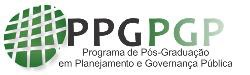 PPGPGP
Programa de Pós-Graduação
em Planejamento e Governança Pública